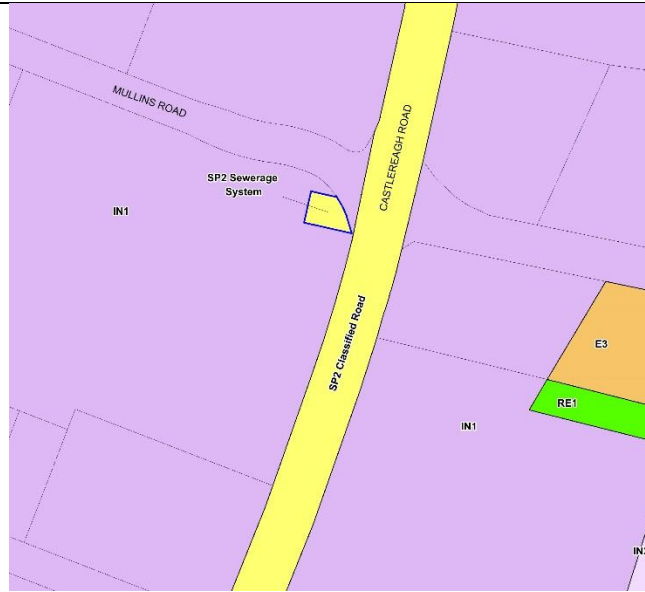 MULLINS ROAD
CASTLEREAGH ROAD
SP2 Sewerage
System
IN1
SP2 Classified Road
E3
RE1
IN1